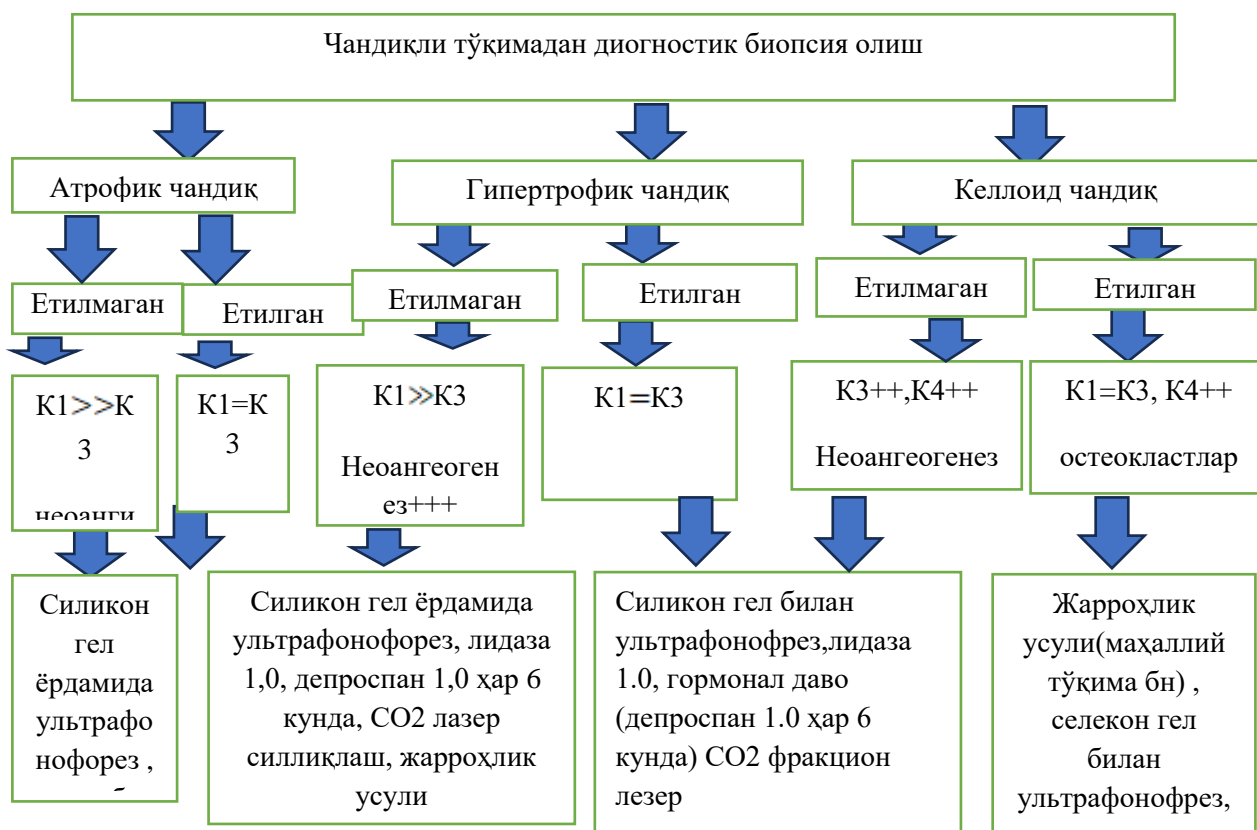 Чандиқли тўқимадан диогностик биопсия олиш
Атрофик чандиқ
Гипертрофик чандиқ
Келлоид чандиқ
Етилмаган
Етилган
Етилмаган
Етилган
Етилмаган
Етилган
К1>>К
3
неоанги
К1=К
3
К1≫К3
Неоангеоген
ез+++
К1=К3
К3++,К4++
Неоангеогенез
К1=К3, К4++
остеокластлар
Силикон
гел
ёрдамида
ультрафо
нофорез ,
Силикон гел ёрдамида
ультрафонофорез, лидаза
1,0, депроспан 1,0 ҳар 6
кунда, СО2 лазер
силлиқлаш, жарроҳлик
усули
Силикон гел билан
ультрафонофрез,лидаза
1.0, гормонал даво
(депроспан 1.0 ҳар 6
кунда) СО2 фракцион
лезер
Жарроҳлик
усули(маҳаллий
тўқима бн) ,
селекон гел
билан
ультрафонофрез,